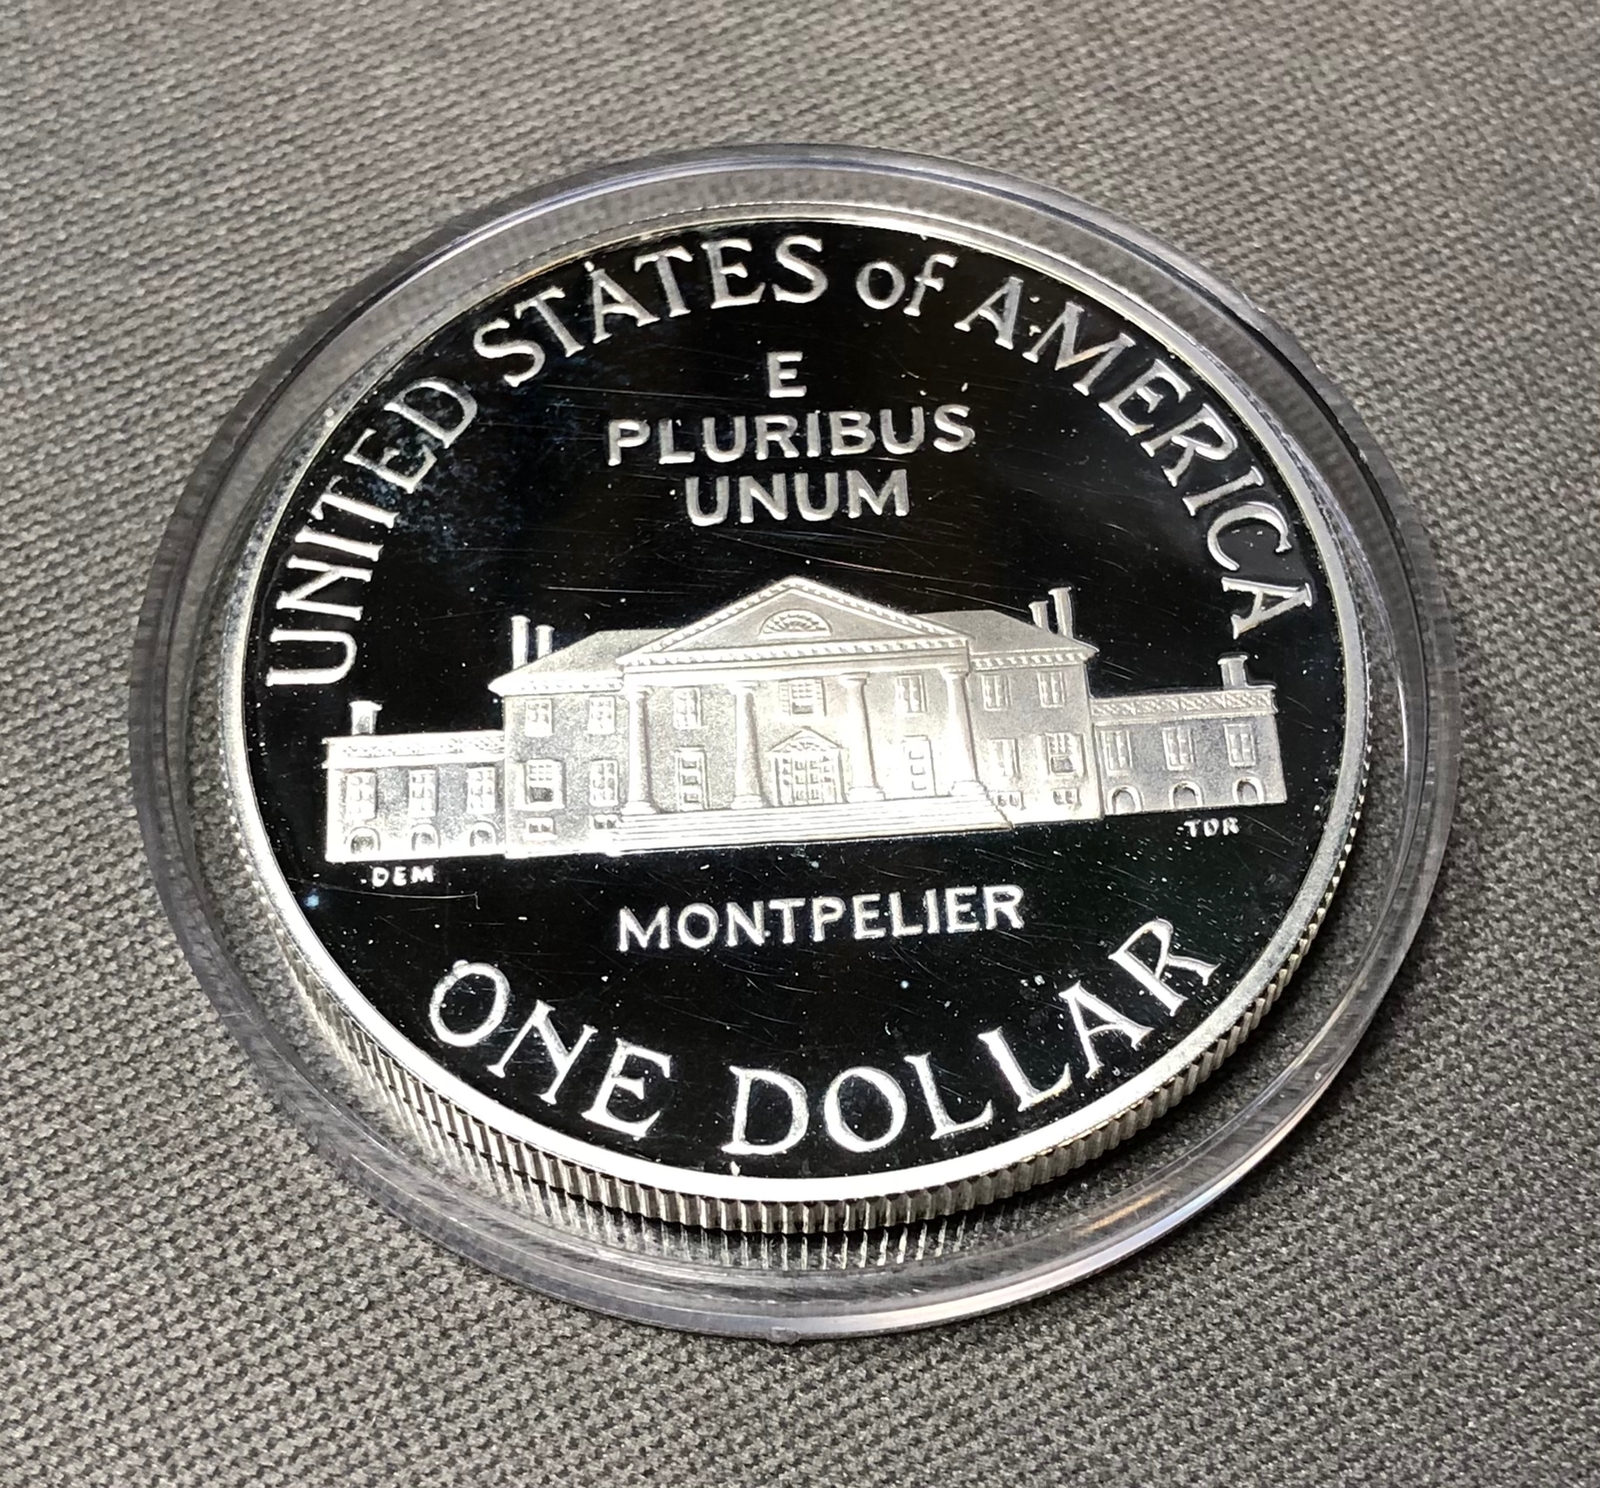 UNITED STATES of AMERICA
E
PLURIBUS
UNUM
DEM
TDR
MONTPELIER
ONE DOLLAR